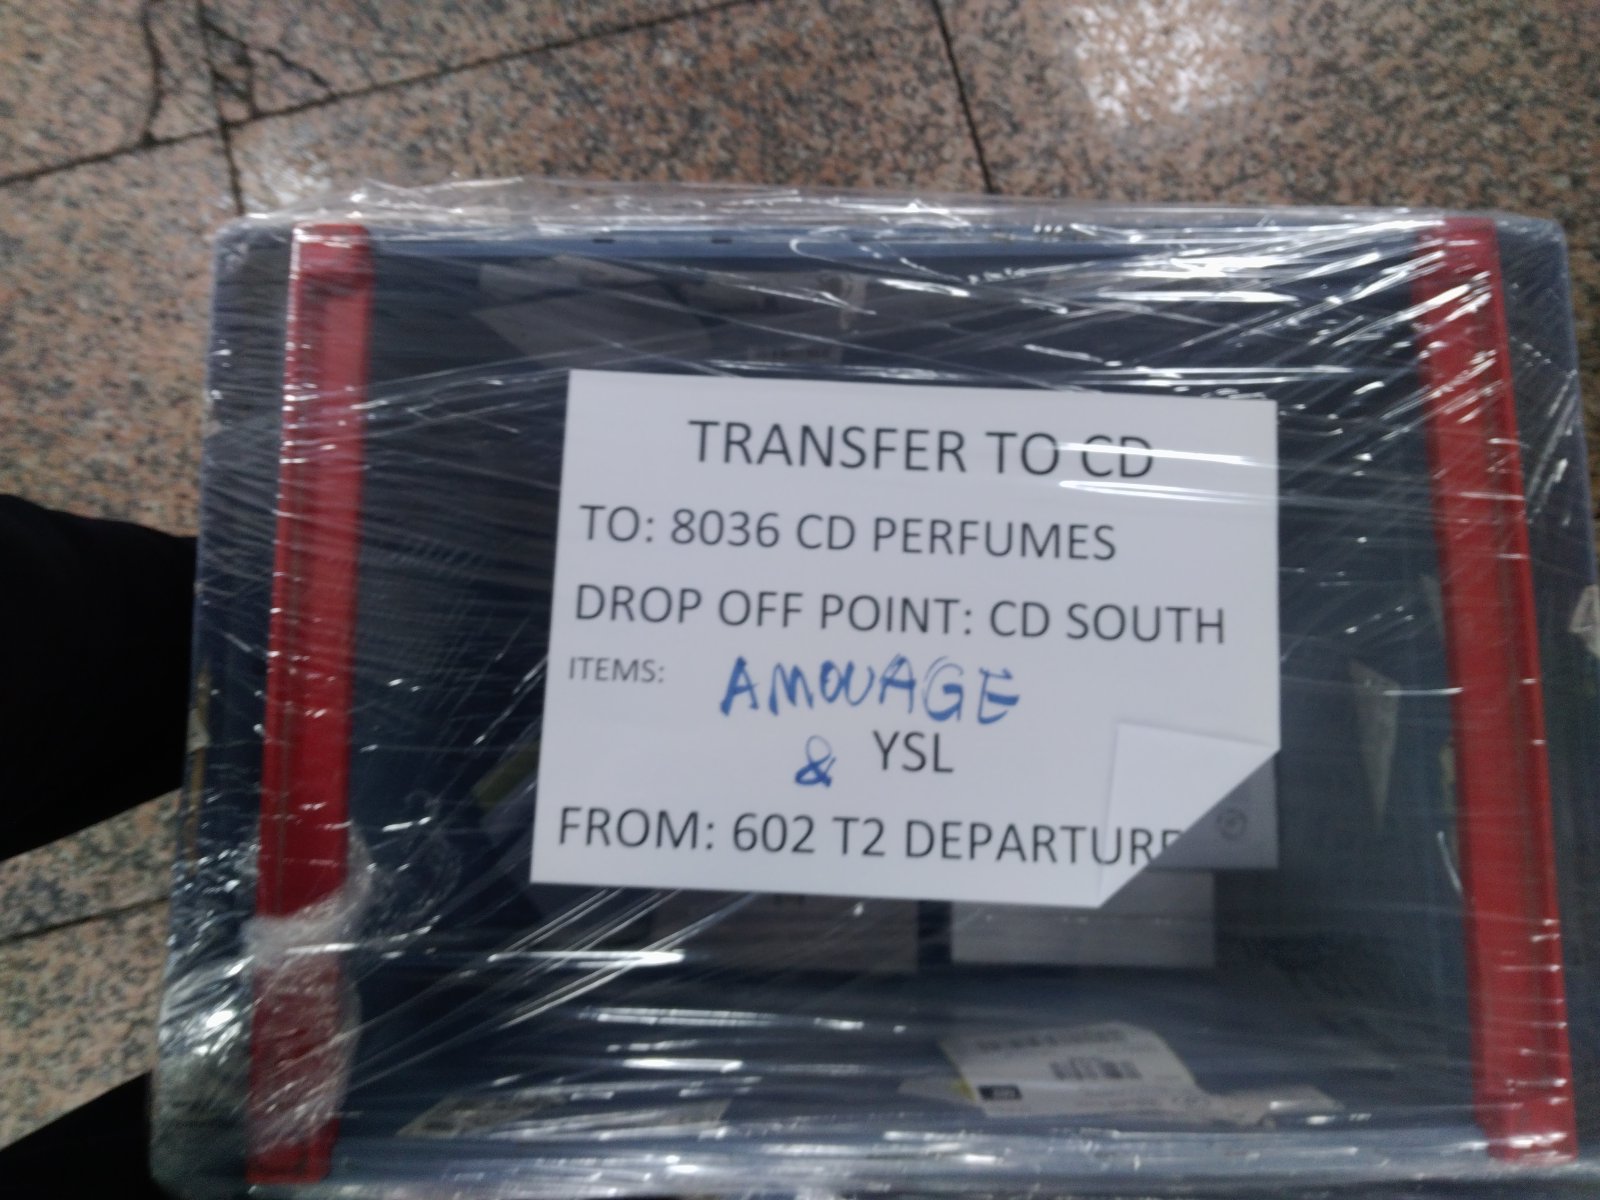 TRANSFER TO CD
TO: 8036 CD PERFUMES
DROP OFF POINT: CD SOUTH
ITEMS: AMOUAGE
& YSL
FROM: 602 T2 DEPARTURE